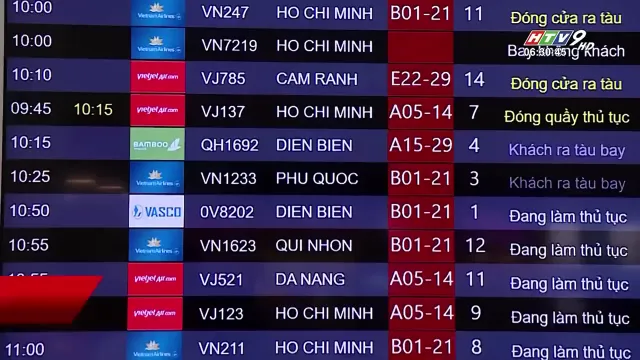 10:00 Vietnam Airlines VN247 HO CHI MINH B01-21 11 Đóng cửa ra tàu
10:00 Vietnam Airlines VN7219 HO CHI MINH khách
HTV9 HD
10:10 vietjetAir.com VJ785 CAM RANH E22-29 14 Đóng cửa ra tàu
09:45 10:15 vietjetAir.com VJ137 HO CHI MINH A05-14 7 Đóng quầy thủ tục
10:15 BAMBOO QH1692 DIEN BIEN A15-29 4 Khách ra tàu bay
10:25 Vietnam Airlines VN1233 PHU QUOC B01-21 3 Khách ra tàu bay
10:50 VASCO 0V8202 DIEN BIEN B01-21 1 Đang làm thủ tục
10:55 Vietnam Airlines VN1623 QUI NHON B01-21 12 Đang làm thủ tục
10:55 vietjetAir.com VJ521 DA NANG A05-14 11 Đang làm thủ tục
vietjetAir.com VJ123 HO CHI MINH A05-14 9 Đang làm thủ tục
11:00 Vietnam Airlines VN211 HO CHI MINH B01-21 8 Đang làm thủ tục